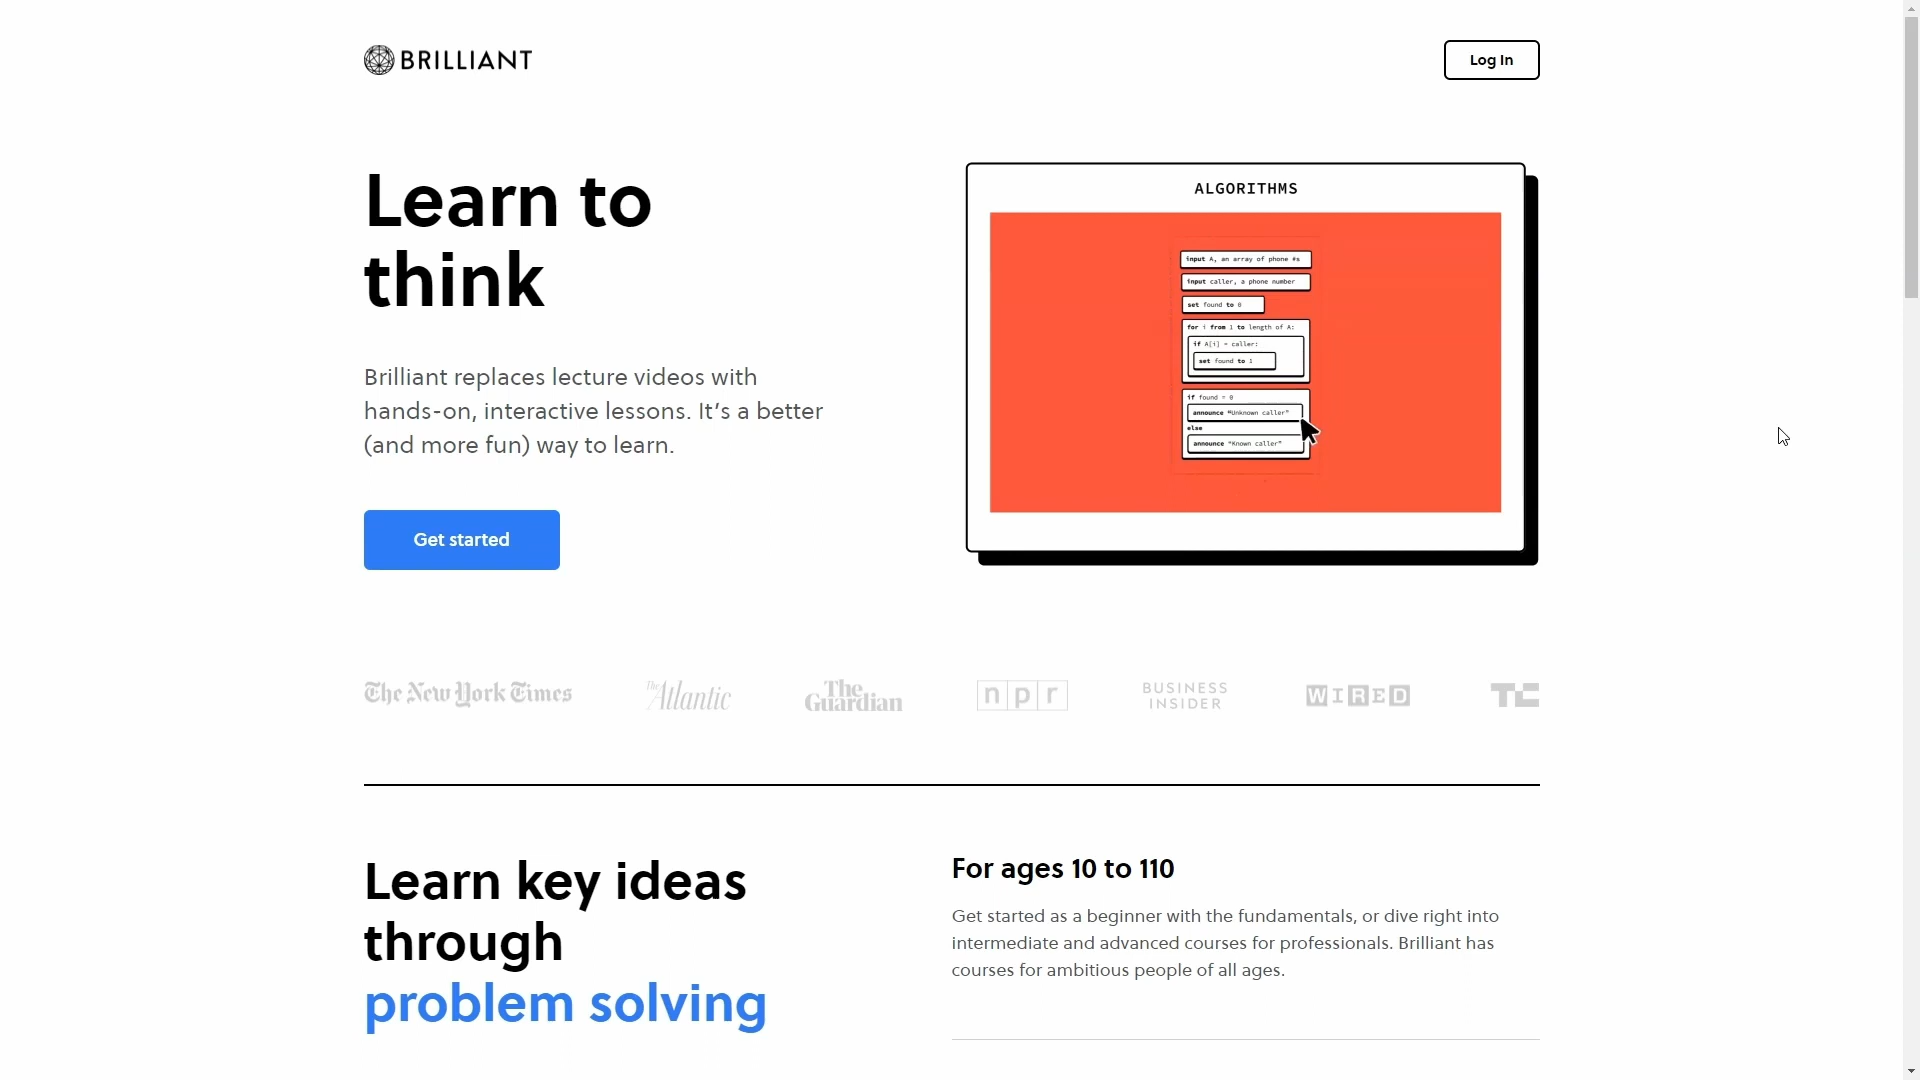 BRILLIANT
Log In
Learn to
think
Brilliant replaces lecture videos with
hands-on, interactive lessons. It’s a better
(and more fun) way to learn.
Get started
ALGORITHMS
input A, an array of phone #s
input caller, a phone number
set found to 0
for i from 1 to length of A:
if A[i] = caller:
set found to 1
if found = 0
announce “Unknown caller”
else
announce “Known caller”
The New York Times
The Atlantic
The Guardian
npr
BUSINESS INSIDER
WIRED
TC
Learn key ideas
through
problem solving
For ages 10 to 110
Get started as a beginner with the fundamentals, or dive right into
intermediate and advanced courses for professionals. Brilliant has
courses for ambitious people of all ages.